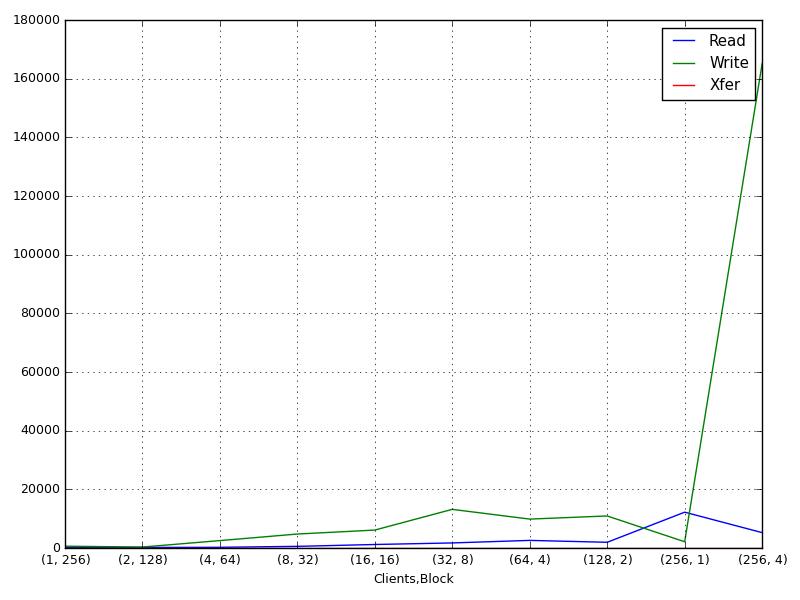 180000
160000
140000
120000
100000
80000
60000
40000
20000
0
Read
Write
Xfer
(1, 256) (2, 128) (4, 64) (8, 32) (16, 16) (32, 8) (64, 4) (128, 2) (256, 1) (256, 4)
Clients,Block